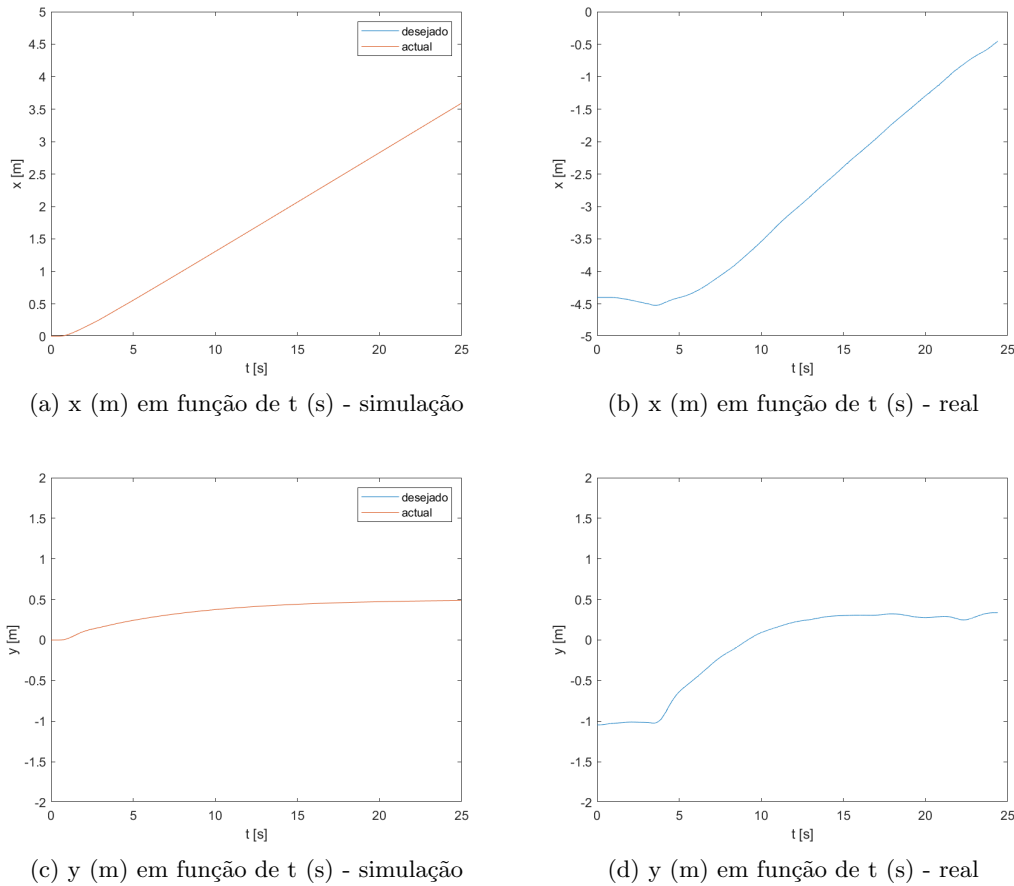 5
4.5
4
3.5
3
2.5
2
1.5
1
0.5
0
x [m]
0 5 10 15 20 25
t [s]
desejado
actual
(a) x (m) em função de t (s) - simulação
0
-0.5
-1
-1.5
-2
-2.5
-3
-3.5
-4
-4.5
-5
x [m]
0 5 10 15 20 25
t [s]
(b) x (m) em função de t (s) - real
2
1.5
1
0.5
0
-0.5
-1
-1.5
-2
y [m]
0 5 10 15 20 25
t [s]
desejado
actual
(c) y (m) em função de t (s) - simulação
2
1.5
1
0.5
0
-0.5
-1
-1.5
-2
y [m]
0 5 10 15 20 25
t [s]
(d) y (m) em função de t (s) - real